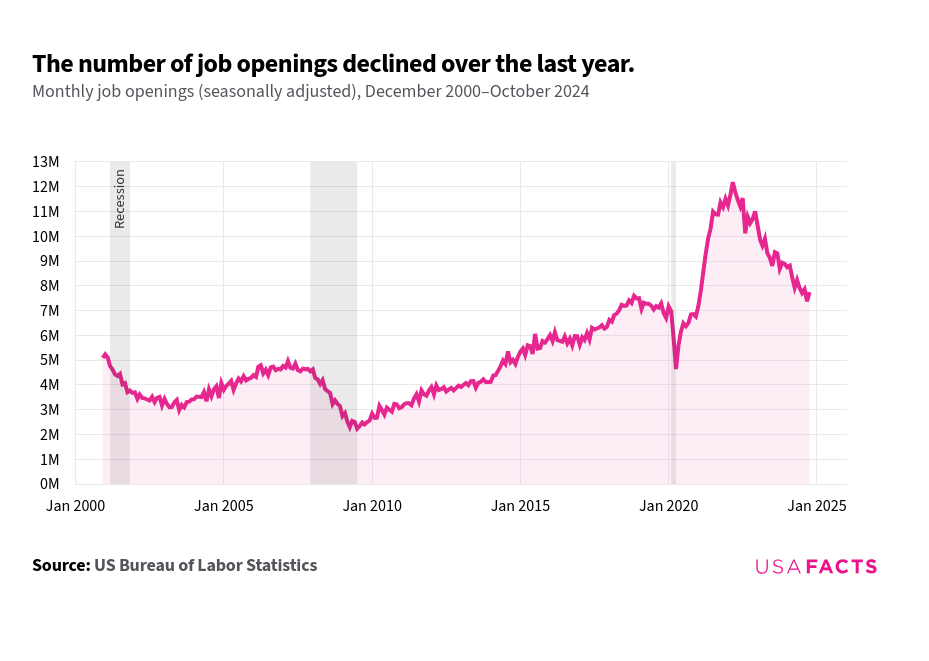 The number of job openings declined over the last year.
Monthly job openings (seasonally adjusted), December 2000–October 2024
13M
12M
11M
10M
9M
8M
7M
6M
5M
4M
3M
2M
1M
0M
Recession
Jan 2000 Jan 2005 Jan 2010 Jan 2015 Jan 2020 Jan 2025
Source: US Bureau of Labor Statistics
USAFACTS